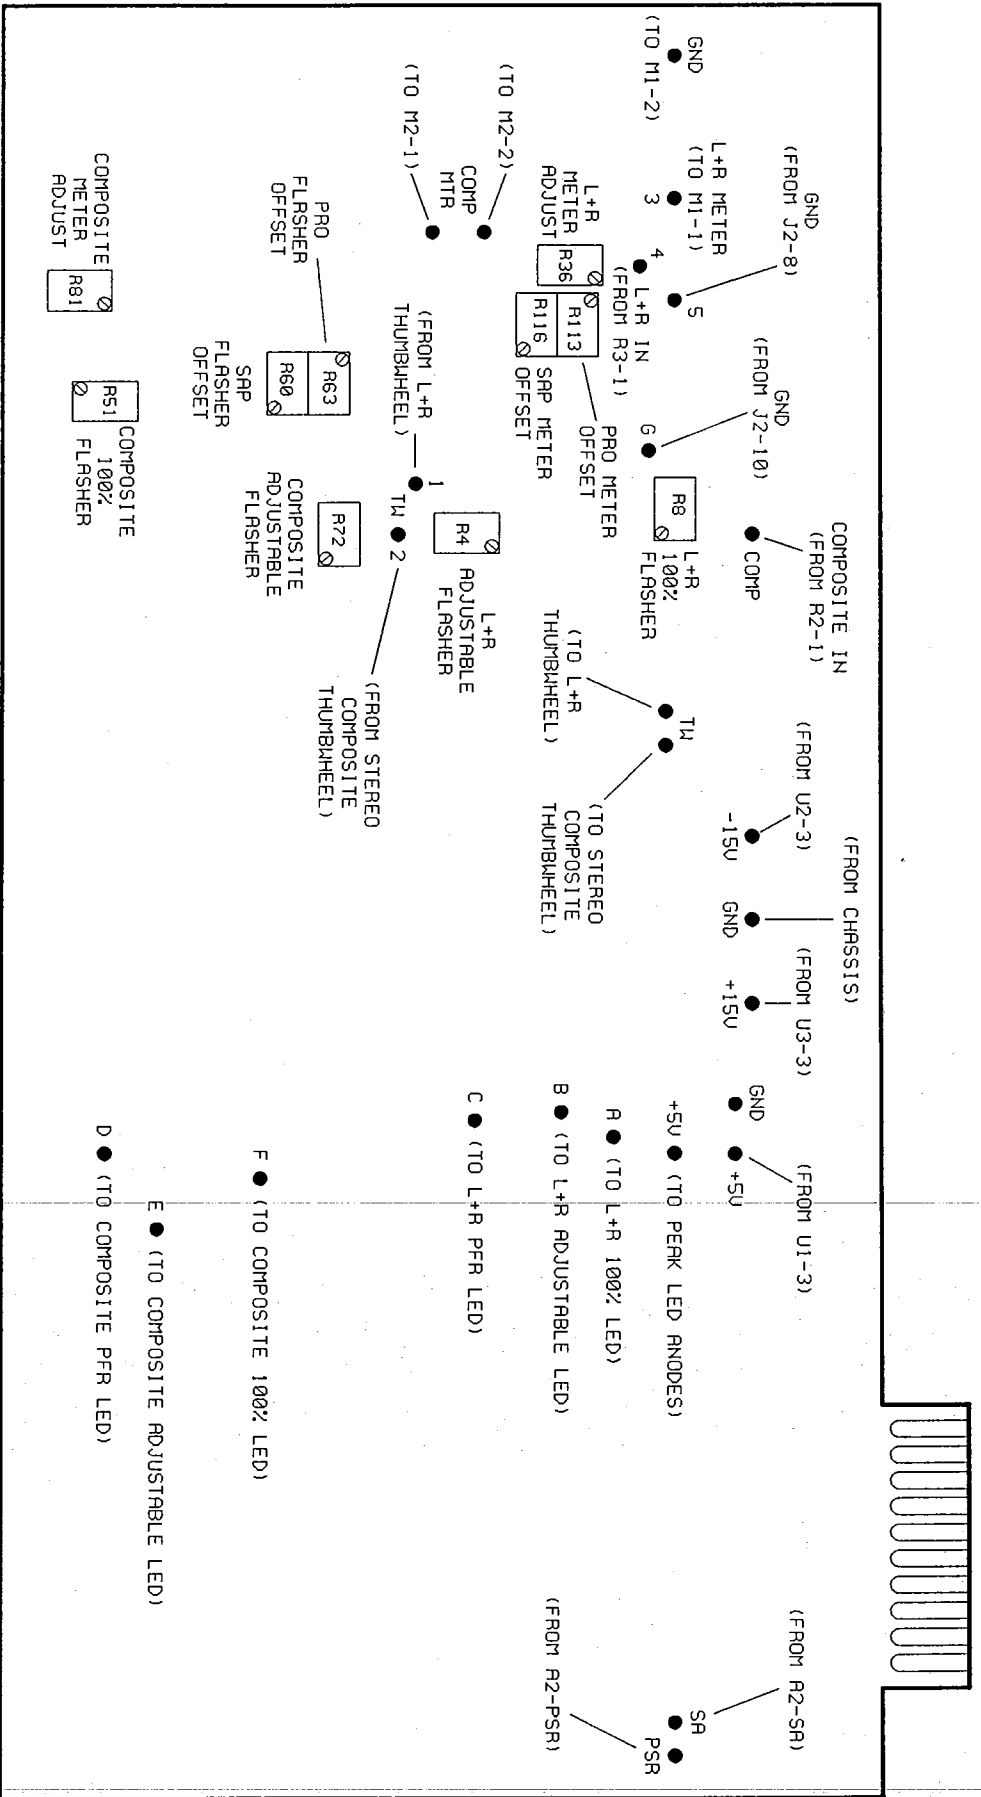 (FROM CHASSIS)
COMPOSITE IN
(FROM R2-1)
GND
(FROM J2-8)
(FROM U2-3)
(FROM U3-3)
(FROM U1-3)
(FROM A2-SA)
GND
(FROM J2-10)
COMP
-15V
GND
+15V
GND
+5V
GND
(TO M1-2)
L+R METER
(TO M1-1)
3
5
4
L+R IN
(FROM R3-1)
G
R8
L+R
100%
FLASHER
TW
+5V
(TO PEAK LED ANODES)
SA
PSR
A
(TO L+R 100% LED)
L+R
METER
ADJUST
R36
R113
R116
PRO METER
OFFSET
SAP METER
OFFSET
(TO L+R
THUMBWHEEL)
(TO STEREO
COMPOSITE
THUMBWHEEL)
B
(TO L+R ADJUSTABLE LED)
(FROM A2-PSR)
(TO M2-2)
(TO M2-1)
COMP
MTR
R4
L+R
ADJUSTABLE
FLASHER
C
(TO L+R PFR LED)
(FROM L+R
THUMBWHEEL)
1
TW
2
(FROM STEREO
COMPOSITE
THUMBWHEEL)
PRO
FLASHER
OFFSET
R63
R60
SAP
FLASHER
OFFSET
R72
COMPOSITE
ADJUSTABLE
FLASHER
F
(TO COMPOSITE 100% LED)
E
(TO COMPOSITE ADJUSTABLE LED)
COMPOSITE
METER
ADJUST
R81
R51
COMPOSITE
100%
FLASHER
D
(TO COMPOSITE PFR LED)